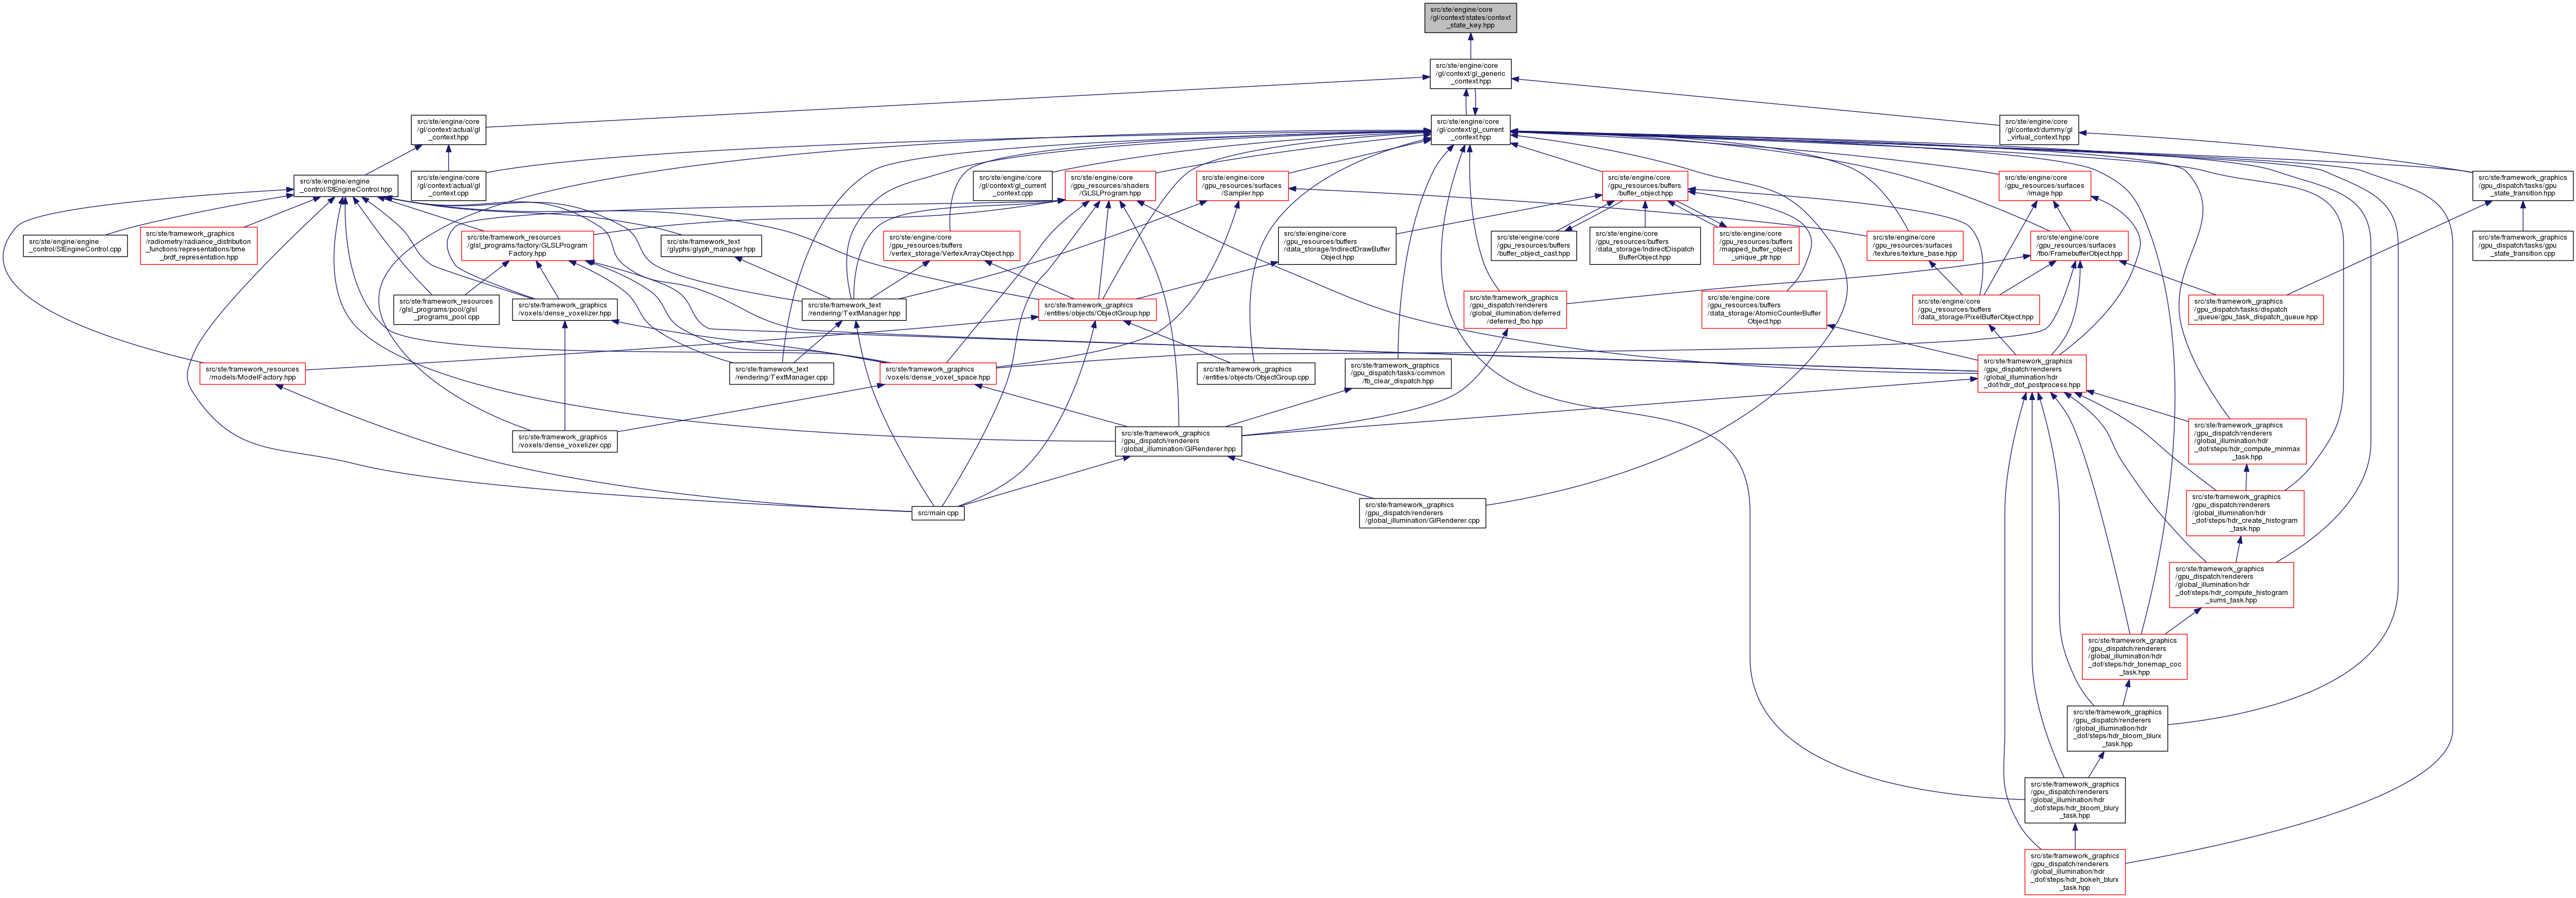 src/ste/engine/core
/gl/context/states/context
_state_key.hpp
src/ste/engine/core
/gl/context/gl_generic
_context.hpp
src/ste/engine/core
/gl/context/actual/gl
_context.hpp
src/ste/engine/core
/gl/context/gl_current
_context.hpp
src/ste/engine/core
/gl/context/dummy/gl
_virtual_context.hpp
src/ste/engine/engine
_control/StEngineControl.hpp
src/ste/engine/core
/gl/context/actual/gl
_context.cpp
src/ste/engine/core
/gl/context/gl_current
_context.cpp
src/ste/engine/core
/gpu_resources/shaders
/GLSLProgram.hpp
src/ste/engine/core
/gpu_resources/surfaces
/Sampler.hpp
src/ste/engine/core
/gpu_resources/buffers
/buffer_object.hpp
src/ste/engine/core
/gpu_resources/surfaces
/image.hpp
src/ste/framework_graphics
/gpu_dispatch/tasks/gpu
_state_transition.hpp
src/ste/engine/engine
_control/StEngineControl.cpp
src/ste/framework_graphics
/radiometry/radiance_distribution
_functions/representations/bme
_brdf_representation.hpp
src/ste/framework_resources
/glsl_programs/factory/GLSLProgram
Factory.hpp
src/ste/framework_text
/glyphs/glyph_manager.hpp
src/ste/engine/core
/gpu_resources/buffers
/vertex_storage/VertexArrayObject.hpp
src/ste/engine/core
/gpu_resources/buffers
/data_storage/IndirectDrawBuffer
Object.hpp
src/ste/engine/core
/gpu_resources/buffers
/buffer_object_cast.hpp
src/ste/engine/core
/gpu_resources/buffers
/data_storage/IndirectDispatch
BufferObject.hpp
src/ste/engine/core
/gpu_resources/buffers
/mapped_buffer_object
_unique_ptr.hpp
src/ste/engine/core
/gpu_resources/surfaces
/textures/texture_base.hpp
src/ste/engine/core
/gpu_resources/surfaces
/fbo/FramebufferObject.hpp
src/ste/framework_graphics
/gpu_dispatch/tasks/gpu
_state_transition.cpp
src/ste/framework_resources
/glsl_programs/pool/glsl
_programs_pool.cpp
src/ste/framework_graphics
/voxels/dense_voxelizer.hpp
src/ste/framework_text
/rendering/TextManager.hpp
src/ste/framework_graphics
/entities/objects/ObjectGroup.hpp
src/ste/framework_graphics
/gpu_dispatch/renderers
/global_illumination/deferred
/deferred_fbo.hpp
src/ste/engine/core
/gpu_resources/buffers
/data_storage/AtomicCounterBuffer
Object.hpp
src/ste/engine/core
/gpu_resources/buffers
/data_storage/PixelBufferObject.hpp
src/ste/framework_graphics
/gpu_dispatch/tasks/dispatch
_queue/gpu_task_dispatch_queue.hpp
src/ste/framework_resources
/models/ModelFactory.hpp
src/ste/framework_text
/rendering/TextManager.cpp
src/ste/framework_graphics
/voxels/dense_voxel_space.hpp
src/ste/framework_graphics
/entities/objects/ObjectGroup.cpp
src/ste/framework_graphics
/gpu_dispatch/tasks/common
/fb_clear_dispatch.hpp
src/ste/framework_graphics
/gpu_dispatch/renderers
/global_illumination/hdr
_dof/hdr_dof_postprocess.hpp
src/ste/framework_graphics
/voxels/dense_voxelizer.cpp
src/ste/framework_graphics
/gpu_dispatch/renderers
/global_illumination/GIRenderer.hpp
src/ste/framework_graphics
/gpu_dispatch/renderers
/global_illumination/hdr
_dof/steps/hdr_compute_minmax
_task.hpp
src/main.cpp
src/ste/framework_graphics
/gpu_dispatch/renderers
/global_illumination/GIRenderer.cpp
src/ste/framework_graphics
/gpu_dispatch/renderers
/global_illumination/hdr
_dof/steps/hdr_create_histogram
_task.hpp
src/ste/framework_graphics
/gpu_dispatch/renderers
/global_illumination/hdr
_dof/steps/hdr_compute_histogram
_sums_task.hpp
src/ste/framework_graphics
/gpu_dispatch/renderers
/global_illumination/hdr
_dof/steps/hdr_tonemap_coc
_task.hpp
src/ste/framework_graphics
/gpu_dispatch/renderers
/global_illumination/hdr
_dof/steps/hdr_bloom_blurx
_task.hpp
src/ste/framework_graphics
/gpu_dispatch/renderers
/global_illumination/hdr
_dof/steps/hdr_bloom_blury
_task.hpp
src/ste/framework_graphics
/gpu_dispatch/renderers
/global_illumination/hdr
_dof/steps/hdr_bokeh_blurx
_task.hpp